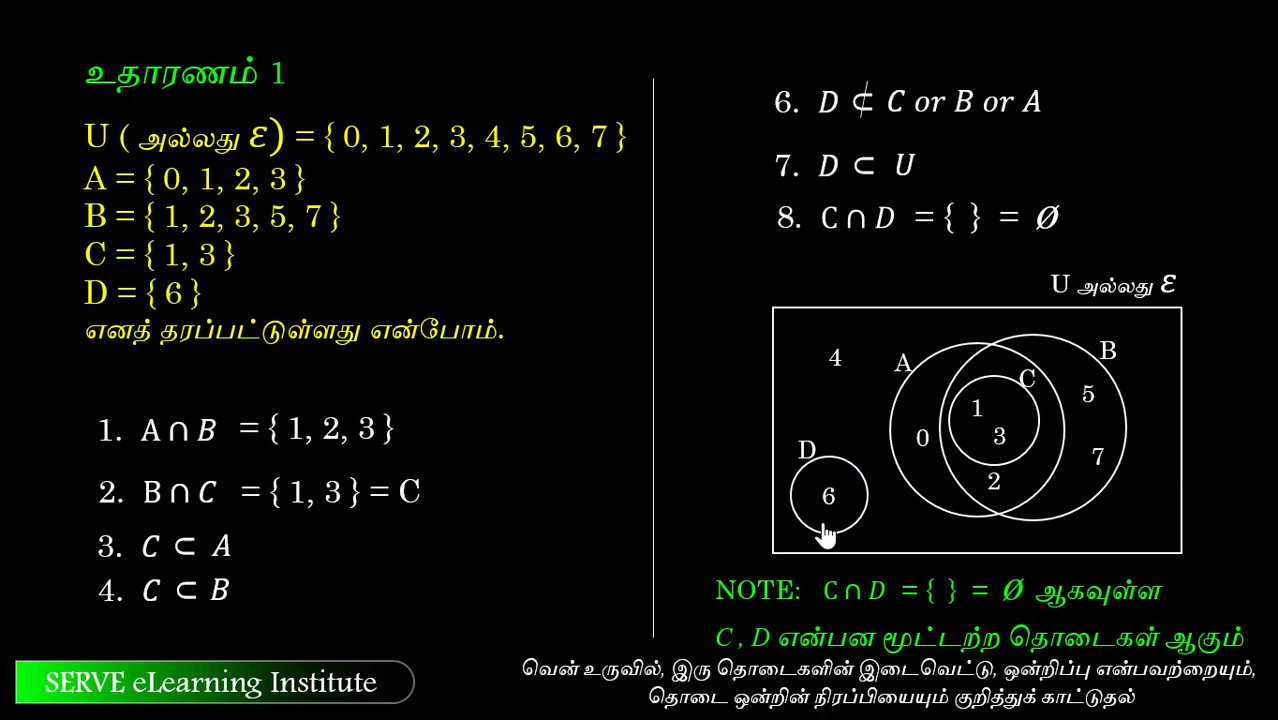 உதாரணம் 1
U ( அல்லது ℰ) = { 0, 1, 2, 3, 4, 5, 6, 7 }
A = { 0, 1, 2, 3 }
B = { 1, 2, 3, 5, 7 }
C = { 1, 3 }
D = { 6 }
எனத் தரப்பட்டுள்ளது என்போம்.
1. A ∩ B = { 1, 2, 3 }
2. B ∩ C = { 1, 3 } = C
3. C ⊂ A
4. C ⊂ B
6. D ⊄ C or B or A
7. D ⊂ U
8. C ∩ D = { } = Ø
U அல்லது ℰ
4
A
B
C
5
1
0
3
7
D
2
6
NOTE: C ∩ D = { } = Ø ஆகவுள்ள
C , D என்பன மூட்டற்ற தொடைகள் ஆகும்
SERVE eLearning Institute
வென் உருவில், இரு தொடைகளின் இடைவெட்டு, ஒன்றிப்பு என்பவற்றையும்,
தொடை ஒன்றின் நிரப்பியையும் குறித்துக் காட்டுதல்